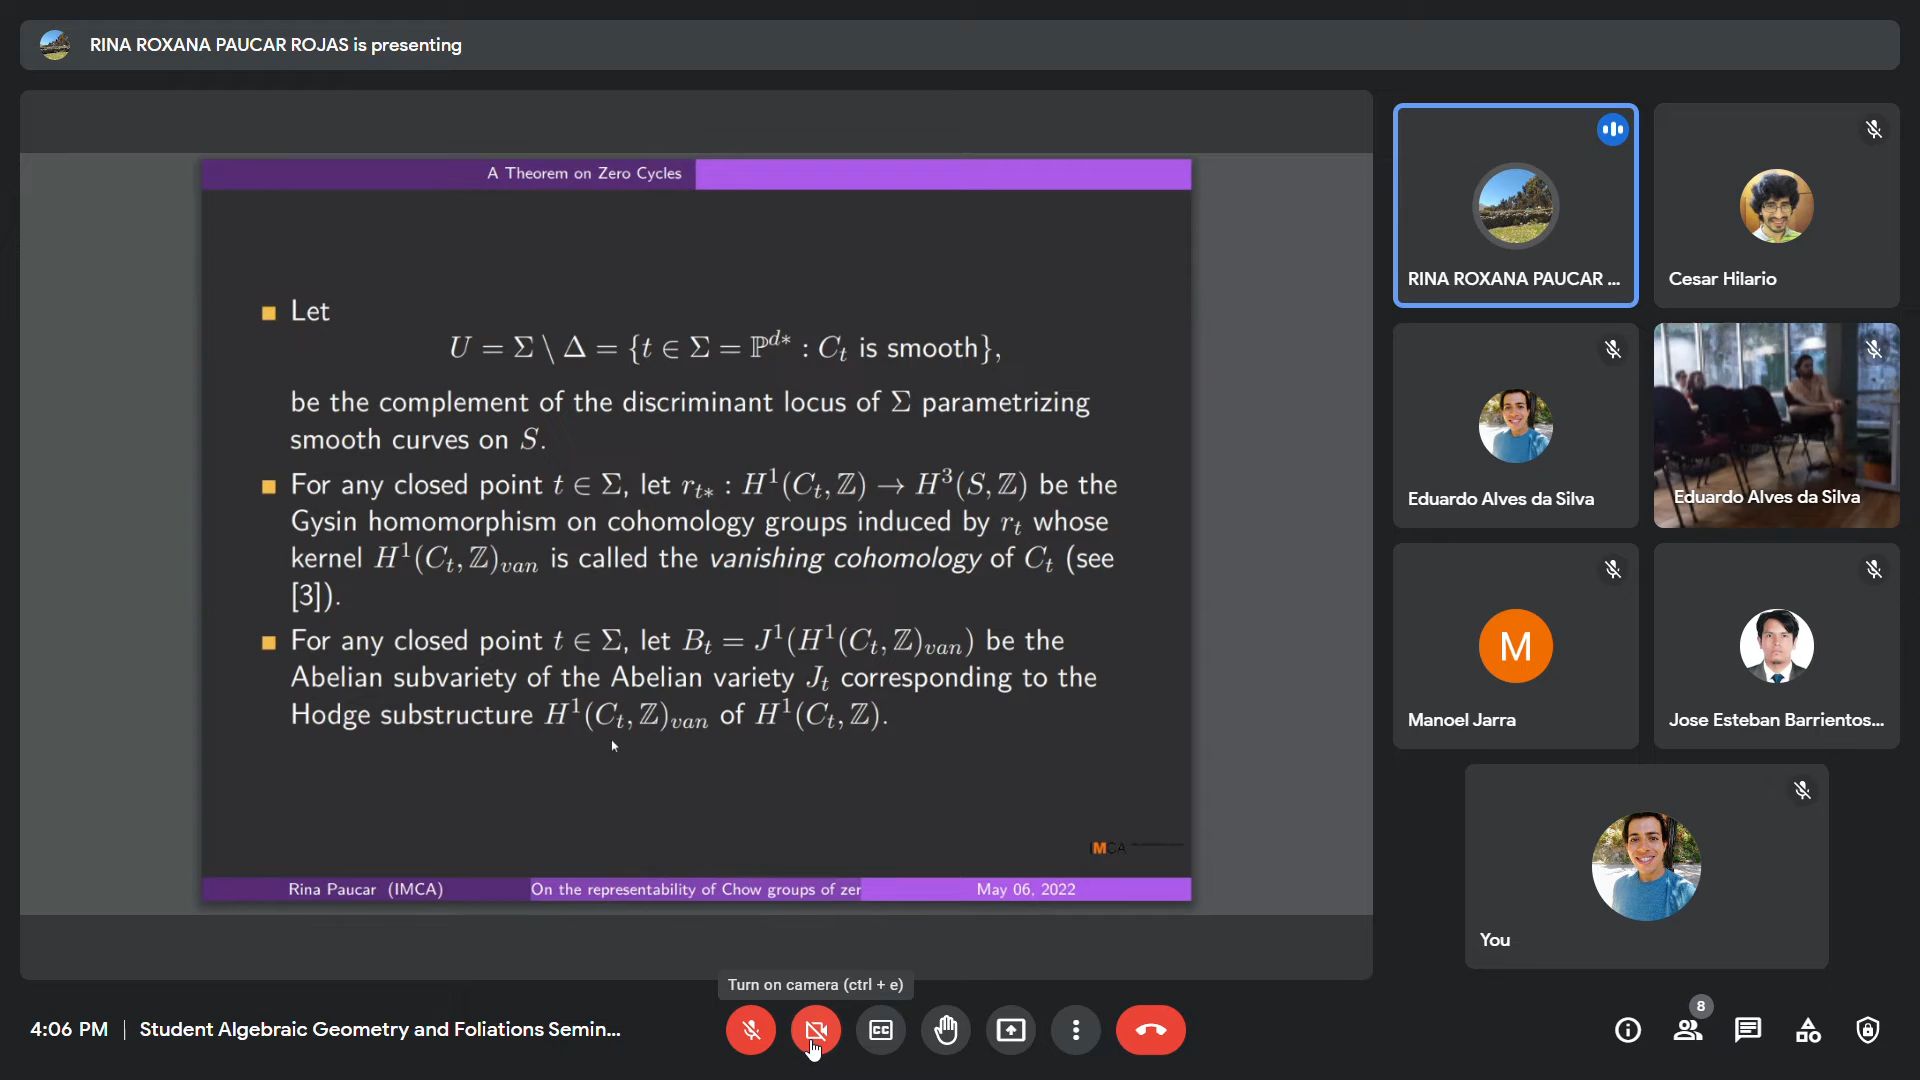 RINA ROXANA PAUCAR ROJAS is presenting
A Theorem on Zero Cycles
Let
U = Σ \ Δ = {t ∈ Σ = ℙ^{d*} : C_t is smooth},
be the complement of the discriminant locus of Σ parametrizing
smooth curves on S.
For any closed point t ∈ Σ, let r_{t*} : H^1(C_t, ℤ) → H^3(S, ℤ) be the
Gysin homomorphism on cohomology groups induced by r_t whose
kernel H^1(C_t, ℤ)_{van} is called the vanishing cohomology of C_t (see
[3]).
For any closed point t ∈ Σ, let B_t = J^1(H^1(C_t, ℤ)_{van}) be the
Abelian subvariety of the Abelian variety J_t corresponding to the
Hodge substructure H^1(C_t, ℤ)_{van} of H^1(C_t, ℤ).
IMCA
Rina Paucar (IMCA)
On the representability of Chow groups of zer
May 06, 2022
RINA ROXANA PAUCAR ...
Cesar Hilario
Eduardo Alves da Silva
Eduardo Alves da Silva
M
Manoel Jarra
Jose Esteban Barrientos...
You
Turn on camera (ctrl + e)
4:06 PM | Student Algebraic Geometry and Foliations Semin...
CC
8